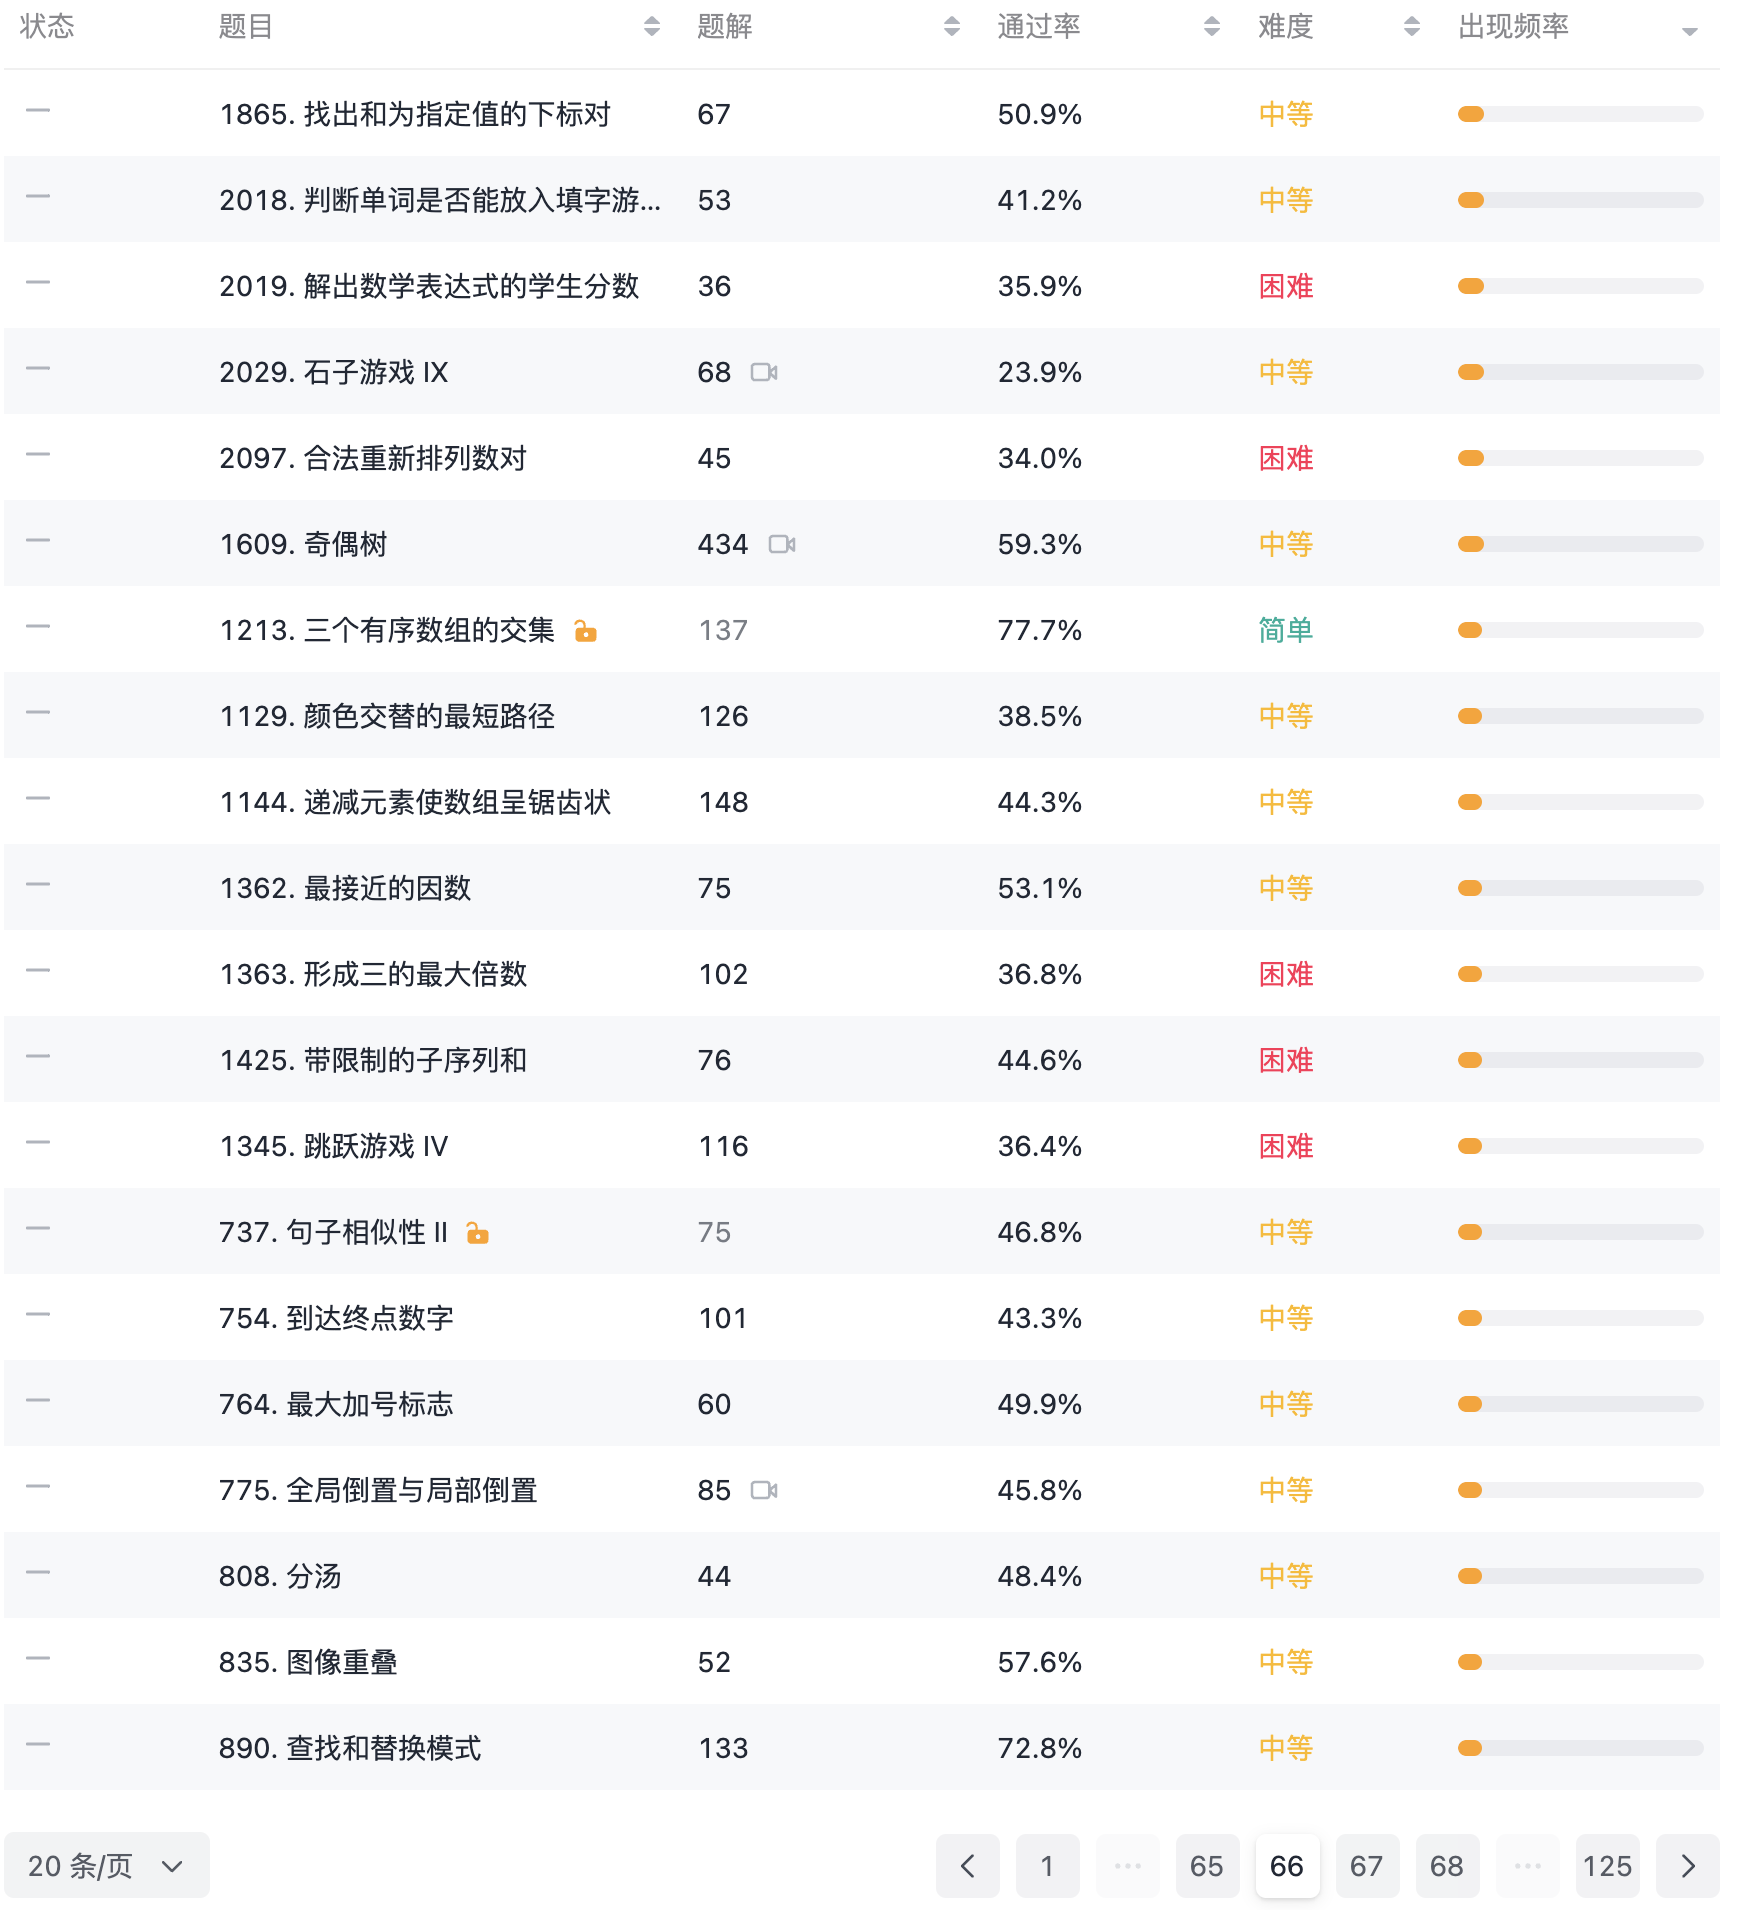 状态 题目 题解 通过率 难度 出现频率
1865. 找出和为指定值的下标对 67 50.9% 中等
2018. 判断单词是否能放入填字游... 53 41.2% 中等
2019. 解出数学表达式的学生分数 36 35.9% 困难
2029. 石子游戏 IX 68 23.9% 中等
2097. 合法重新排列数对 45 34.0% 困难
1609. 奇偶树 434 59.3% 中等
1213. 三个有序数组的交集 137 77.7% 简单
1129. 颜色交替的最短路径 126 38.5% 中等
1144. 递减元素使数组呈锯齿状 148 44.3% 中等
1362. 最接近的因数 75 53.1% 中等
1363. 形成三的最大倍数 102 36.8% 困难
1425. 带限制的子序列和 76 44.6% 困难
1345. 跳跃游戏 IV 116 36.4% 困难
737. 句子相似性 II 75 46.8% 中等
754. 到达终点数字 101 43.3% 中等
764. 最大加号标志 60 49.9% 中等
775. 全局倒置与局部倒置 85 45.8% 中等
808. 分汤 44 48.4% 中等
835. 图像重叠 52 57.6% 中等
890. 查找和替换模式 133 72.8% 中等
20 条/页 1 ... 65 66 67 68 ... 125